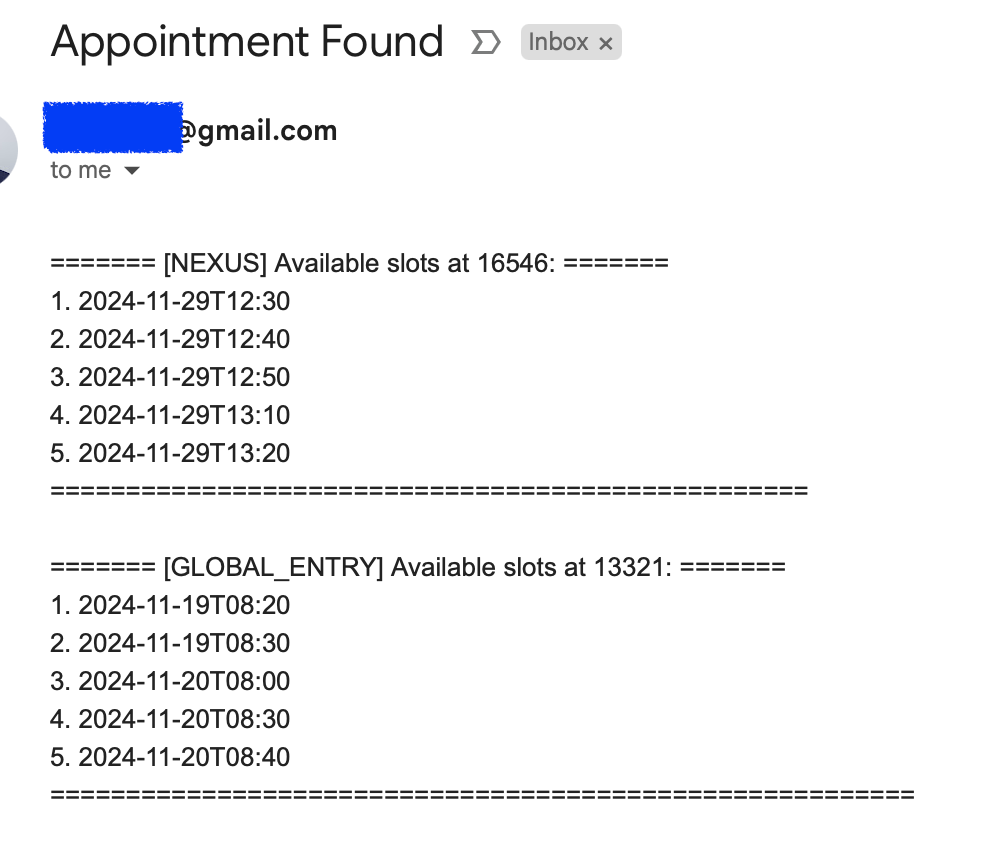 Appointment Found
Inbox ×
@gmail.com
to me
======= [NEXUS] Available slots at 16546: =======
1. 2024-11-29T12:30
2. 2024-11-29T12:40
3. 2024-11-29T12:50
4. 2024-11-29T13:10
5. 2024-11-29T13:20
==================================================

======= [GLOBAL_ENTRY] Available slots at 13321: =======
1. 2024-11-19T08:20
2. 2024-11-19T08:30
3. 2024-11-20T08:00
4. 2024-11-20T08:30
5. 2024-11-20T08:40
=========================================================